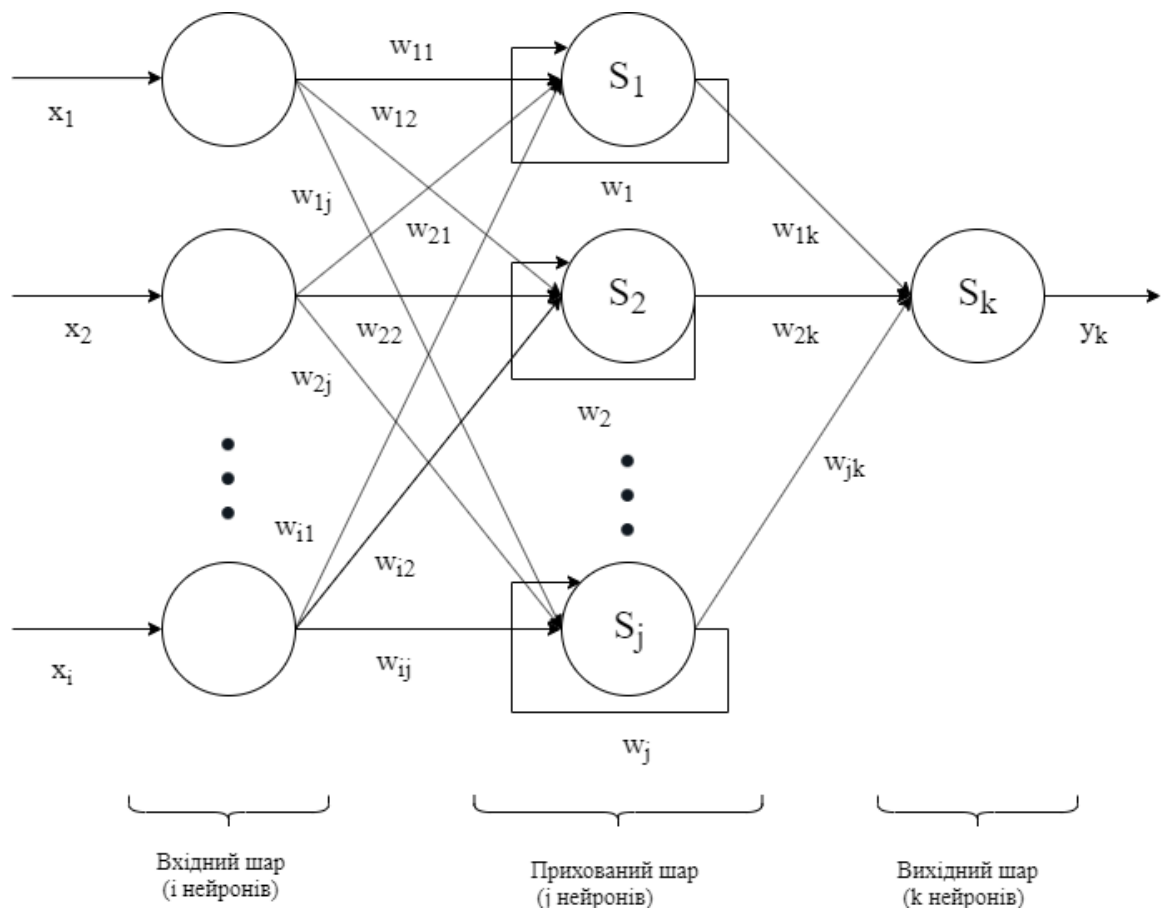 w11
S1
x1
w12
w1j
w1
w21
w1k
S2
Sk
x2
w22
w2k
yk
w2j
w2
wjk
wi1
wi2
Sj
xi
wij
wj
Вхідний шар
(i нейронів)
Прихований шар
(j нейронів)
Вихідний шар
(k нейронів)